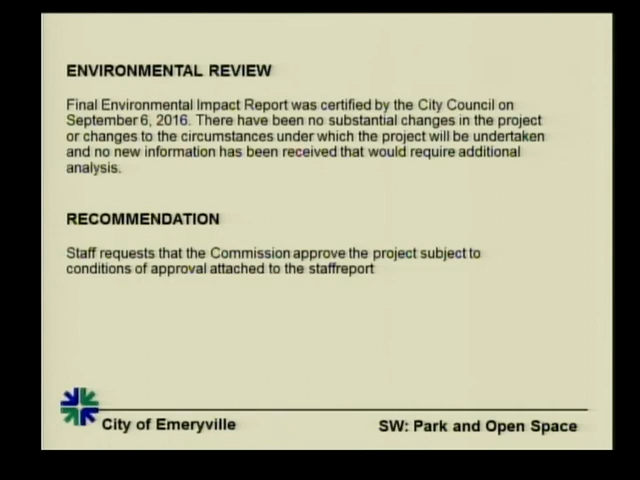 ENVIRONMENTAL REVIEW
Final Environmental Impact Report was certified by the City Council on
September 6, 2016. There have been no substantial changes in the project
or changes to the circumstances under which the project will be undertaken
and no new information has been received that would require additional
analysis.
RECOMMENDATION
Staff requests that the Commission approve the project subject to
conditions of approval attached to the staffreport
City of Emeryville
SW: Park and Open Space